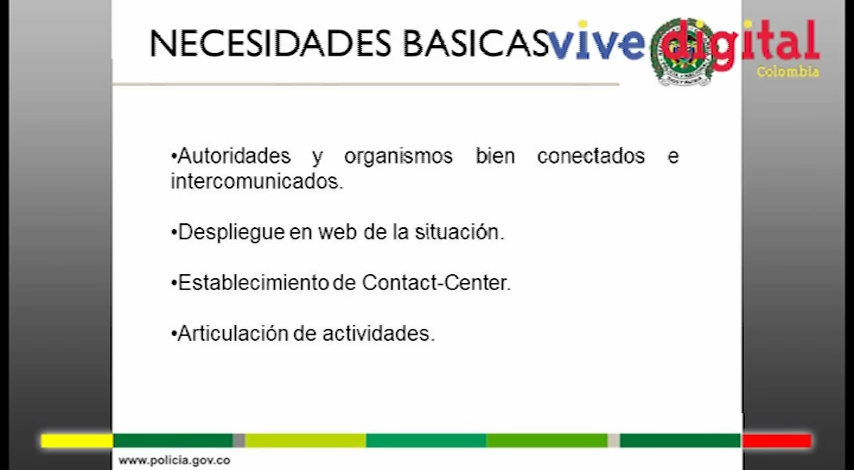 NECESIDADES BASICAS
vive digital
Colombia
•Autoridades y organismos bien conectados e
intercomunicados.
•Despliegue en web de la situación.
•Establecimiento de Contact-Center.
•Articulación de actividades.
www.policia.gov.co